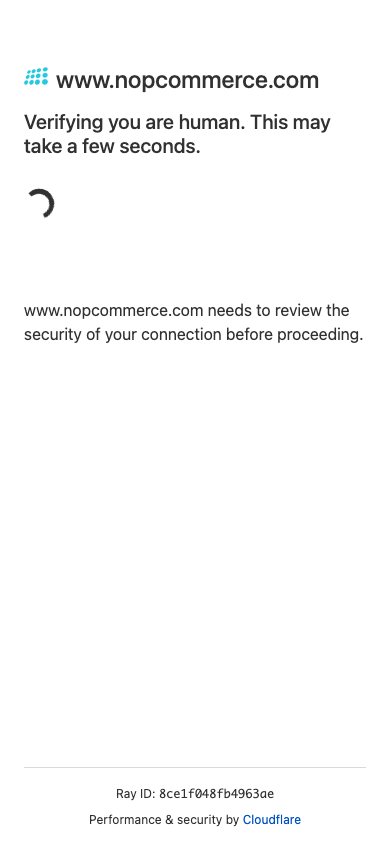 www.nopcommerce.com
Verifying you are human. This may
take a few seconds.
www.nopcommerce.com needs to review the
security of your connection before proceeding.
Ray ID: 8ce1f048fb4963ae
Performance & security by Cloudflare